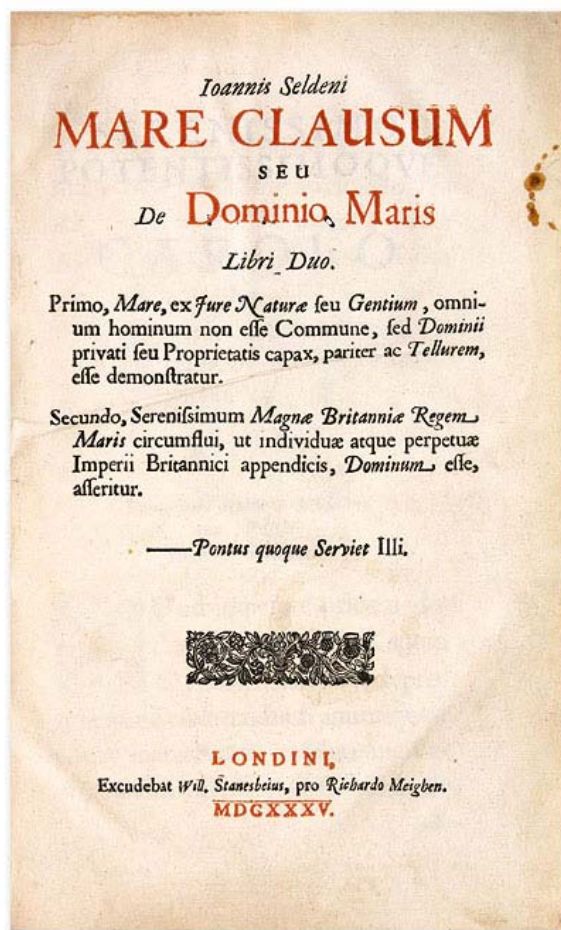 Ioannis Seldeni
MARE CLAUSUM
SEU
De Dominio Maris
Libri Duo.
Primo, Mare, ex Jure Naturæ ſeu Gentium, omni-
um hominum non eſſe Commune, ſed Dominii
privati ſeu Proprietatis capax, pariter ac Tellurem,
eſſe demonſtratur.
Secundo, Sereniſsimum Magnæ Britanniæ Regem
Maris circumflui, ut individuæ atque perpetuæ
Imperii Britannici appendicis, Dominum eſſe,
aſſeritur.
——Pontus quoque Serviet Illi.
LONDINI,
Excudebat Will. Stanesbeius, pro Richardo Meighen.
MDCXXXV.